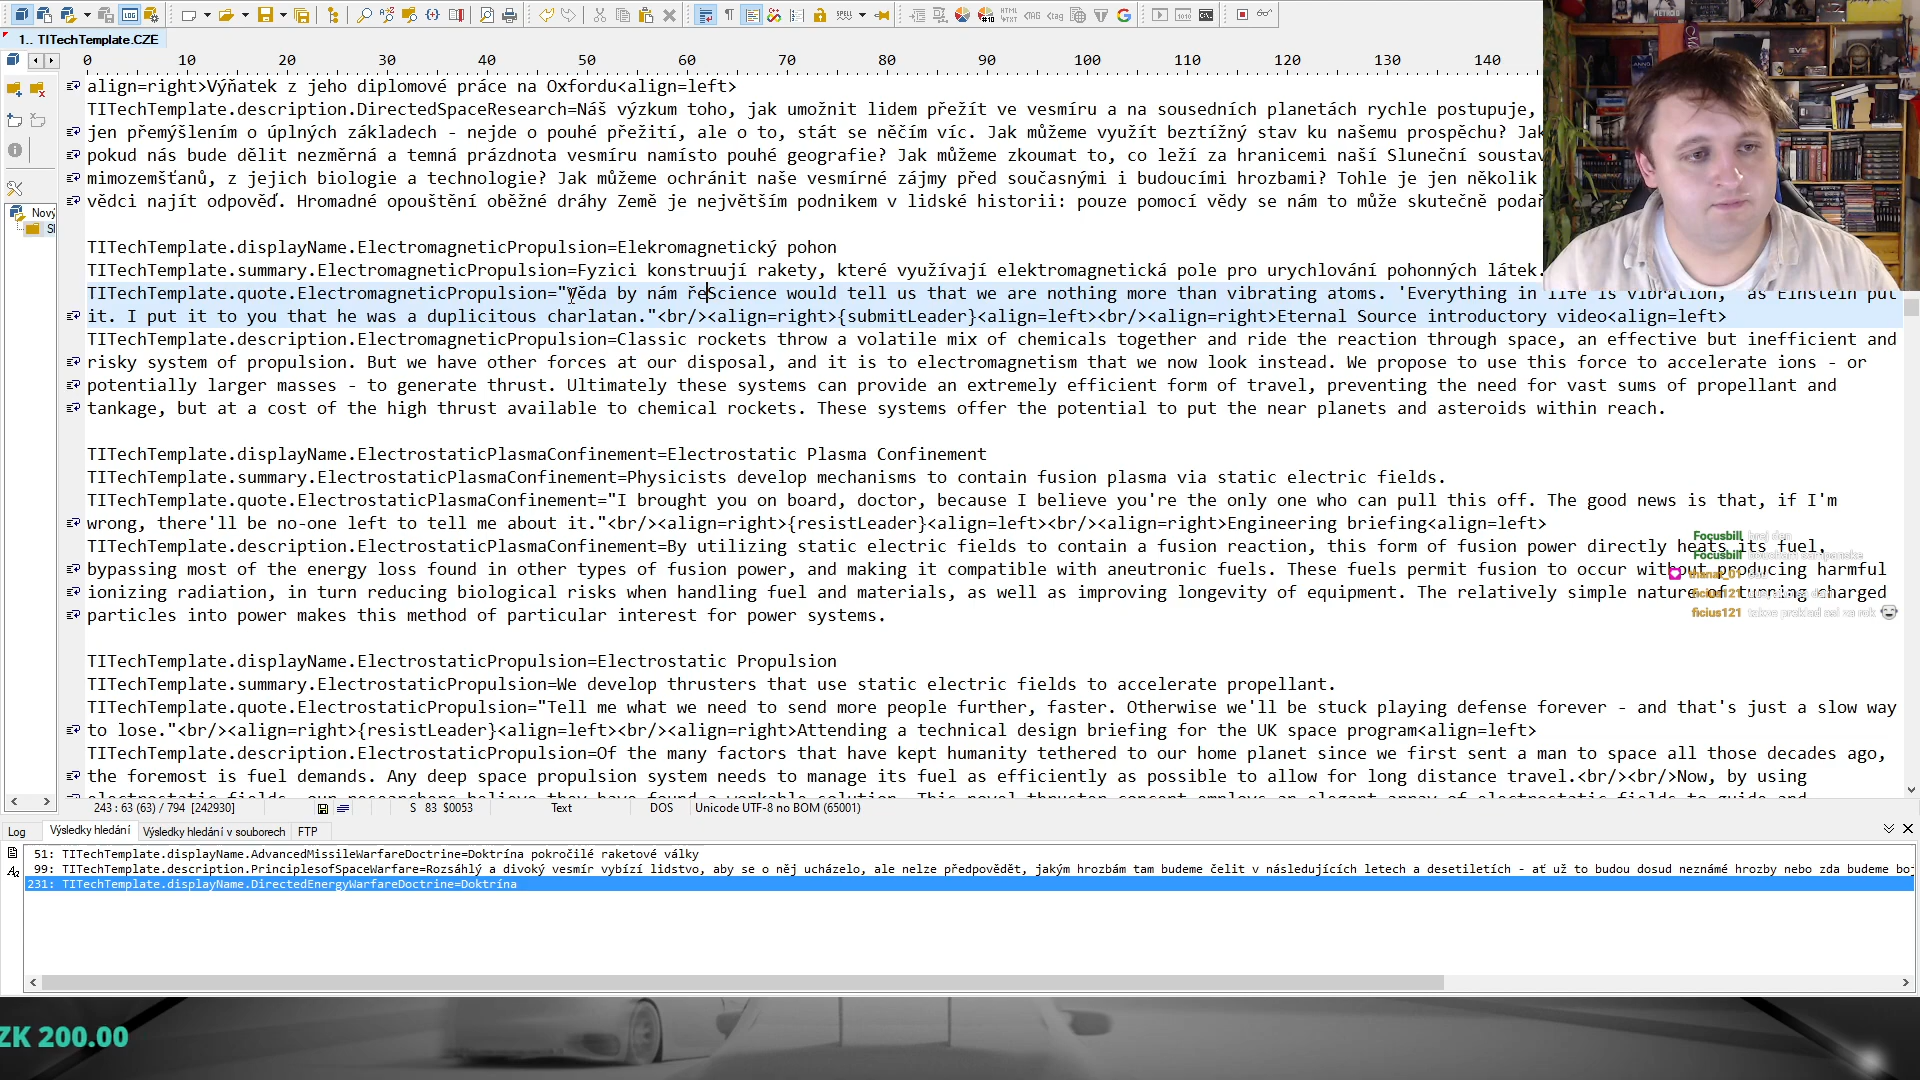 1.. TITechTemplate.CZE
0 10 20 30 40 50 60 70 80 90 100 110 120 130 140
align=right>Výňatek z jeho diplomové práce na Oxfordu<align=left>
TITechTemplate.description.DirectedSpaceResearch=Náš výzkum toho, jak umožnit lidem přežít ve vesmíru a na sousedních planetách rychle postupuje,
jen přemýšlením o úplných základech - nejde o pouhé přežití, ale o to, stát se něčím víc. Jak můžeme využít beztížný stav ku našemu prospěchu? Jak
pokud nás bude dělit nezměrná a temná prázdnota vesmíru namísto pouhé geografie? Jak můžeme zkoumat to, co leží za hranicemi naší Sluneční soustav
mimozemšťanů, z jejich biologie a technologie? Jak můžeme ochránit naše vesmírné zájmy před současnými i budoucími hrozbami? Tohle je jen několik
vědci najít odpověď. Hromadné opouštění oběžné dráhy Země je největším podnikem v lidské historii: pouze pomocí vědy se nám to může skutečně podař
Nový
TITechTemplate.displayName.ElectromagneticPropulsion=Elekromagnetický pohon
TITechTemplate.summary.ElectromagneticPropulsion=Fyzici konstruují rakety, které využívají elektromagnetická pole pro urychlování pohonných látek.
TITechTemplate.quote.ElectromagneticPropulsion="Věda by nám řeScience would tell us that we are nothing more than vibrating atoms. 'Everything in life is vibration,' as Einstein put
it. I put it to you that he was a duplicitous charlatan."<br/><align=right>{submitLeader}<align=left><br/><align=right>Eternal Source introductory video<align=left>
TITechTemplate.description.ElectromagneticPropulsion=Classic rockets throw a volatile mix of chemicals together and ride the reaction through space, an effective but inefficient and
risky system of propulsion. But we have other forces at our disposal, and it is to electromagnetism that we now look instead. We propose to use this force to accelerate ions - or
potentially larger masses - to generate thrust. Ultimately these systems can provide an extremely efficient form of travel, preventing the need for vast sums of propellant and
tankage, but at a cost of the high thrust available to chemical rockets. These systems offer the potential to put the near planets and asteroids within reach.
TITechTemplate.displayName.ElectrostaticPlasmaConfinement=Electrostatic Plasma Confinement
TITechTemplate.summary.ElectrostaticPlasmaConfinement=Physicists develop mechanisms to contain fusion plasma via static electric fields.
TITechTemplate.quote.ElectrostaticPlasmaConfinement="I brought you on board, doctor, because I believe you're the only one who can pull this off. The good news is that, if I'm
wrong, there'll be no-one left to tell me about it."<br/><align=right>{resistLeader}<align=left><br/><align=right>Engineering briefing<align=left>
TITechTemplate.description.ElectrostaticPlasmaConfinement=By utilizing static electric fields to contain a fusion reaction, this form of fusion power directly heats its fuel,
bypassing most of the energy loss found in other types of fusion power, and making it compatible with aneutronic fuels. These fuels permit fusion to occur without producing harmful
ionizing radiation, in turn reducing biological risks when handling fuel and materials, as well as improving longevity of equipment. The relatively simple nature of turning charged
particles into power makes this method of particular interest for power systems.
Focusbill
Focusbill
thanar_01
ficius121
ficius121
TITechTemplate.displayName.ElectrostaticPropulsion=Electrostatic Propulsion
TITechTemplate.summary.ElectrostaticPropulsion=We develop thrusters that use static electric fields to accelerate propellant.
TITechTemplate.quote.ElectrostaticPropulsion="Tell me what we need to send more people further, faster. Otherwise we'll be stuck playing defense forever - and that's just a slow way
to lose."<br/><align=right>{resistLeader}<align=left><br/><align=right>Attending a technical design briefing for the UK space program<align=left>
TITechTemplate.description.ElectrostaticPropulsion=Of the many factors that have kept humanity tethered to our home planet since we first sent a man to space all those decades ago,
the foremost is fuel demands. Any deep space propulsion system needs to manage its fuel as efficiently as possible to allow for long distance travel.<br/><br/>Now, by using
243 : 63 (63) / 794 [242930] S 83 $0053 Text DOS Unicode UTF-8 no BOM (65001)
Log Výsledky hledání Výsledky hledání v souborech FTP
51: TITechTemplate.displayName.AdvancedMissileWarfareDoctrine=Doktrína pokročilé raketové války
99: TITechTemplate.description.PrinciplesofSpaceWarfare=Rozsáhlý a divoký vesmír vybízí lidstvo, aby se o něj ucházelo, ale nelze předpovědět, jakým hrozbám tam budeme čelit v následujících letech a desetiletích - ať už to budou dosud neznámé hrozby nebo zda budeme bo
231: TITechTemplate.displayName.DirectedEnergyWarfareDoctrine=Doktrína
ZK 200.00